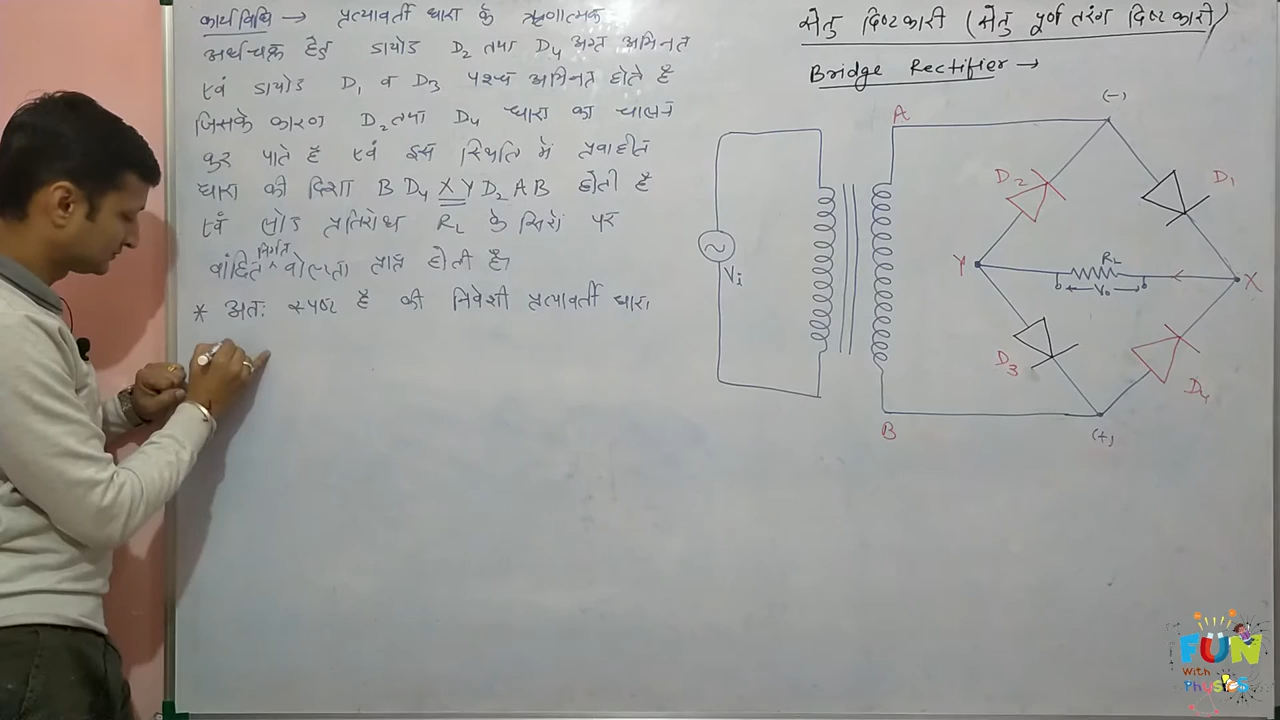 कार्यविधि → प्रत्यावर्ती धारा के ऋणात्मक
अर्धचक्र हेतु डायोड D2 तथा D4 अग्र अभिनत
एवं डायोड D1 व D3 पश्च अभिनत होते है
जिसके कारण D2 तथा D4 धारा का चालन
कर पाते है एवं इस स्थिति में प्रवाहित
धारा की दिशा B D4 X Y D2 A B होती है
एवं लोड प्रतिरोध RL के सिरों पर
वांछित निर्गत वोल्टता प्राप्त होती है।
* अतः स्पष्ट है की निवेशी प्रत्यावर्ती धारा
सेतु दिष्टकारी (सेतु पूर्ण तरंग दिष्टकारी)
Bridge Rectifier →
A
(-)
D2
D1
Y
RL
X
Vi
V0
D3
D4
B
(+)
FUN
With
Physics